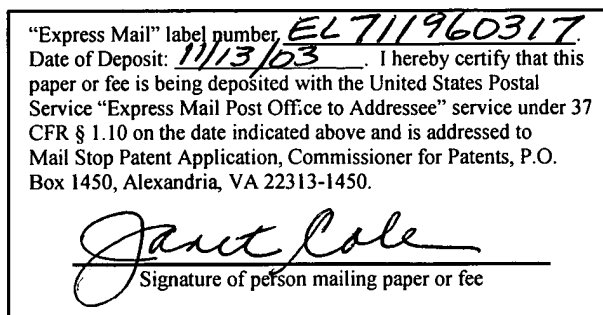 "Express Mail" label number EL711960317.
Date of Deposit: 11/13/03. I hereby certify that this
paper or fee is being deposited with the United States Postal
Service "Express Mail Post Office to Addressee" service under 37
CFR § 1.10 on the date indicated above and is addressed to
Mail Stop Patent Application, Commissioner for Patents, P.O.
Box 1450, Alexandria, VA 22313-1450.
Janet Cole
Signature of person mailing paper or fee